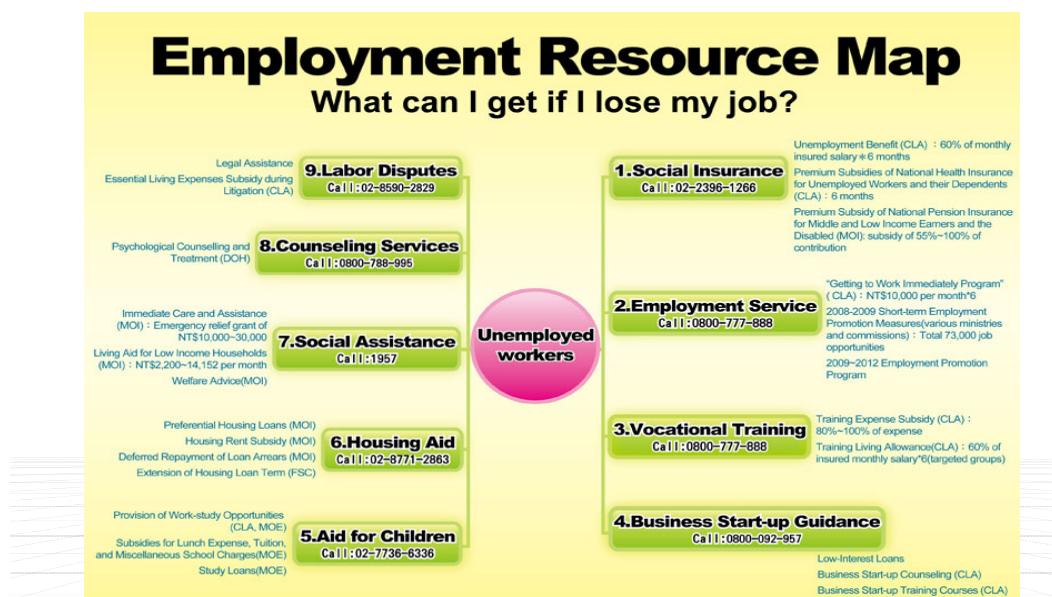 Employment Resource Map
What can I get if I lose my job?
Legal Assistance
Essential Living Expenses Subsidy during
Litigation (CLA)
9.Labor Disputes
Call:02-8590-2829
Psychological Counselling and
Treatment (DOH)
8.Counseling Services
Call:0800-788-995
Immediate Care and Assistance
(MOI)：Emergency relief grant of
NT$10,000~30,000
Living Aid for Low Income Households
(MOI)：NT$2,200~14,152 per month
Welfare Advice(MOI)
7.Social Assistance
Call:1957
Preferential Housing Loans (MOI)
Housing Rent Subsidy (MOI)
Deferred Repayment of Loan Arrears (MOI)
Extension of Housing Loan Term (FSC)
6.Housing Aid
Call:02-8771-2863
Provision of Work-study Opportunities
(CLA, MOE)
Subsidies for Lunch Expense, Tuition,
and Miscellaneous School Charges(MOE)
Study Loans(MOE)
5.Aid for Children
Call:02-7736-6336
Unemployed
workers
1.Social Insurance
Call:02-2396-1266
Unemployment Benefit (CLA) ：60% of monthly
insured salary＊6 months
Premium Subsidies of National Health Insurance
for Unemployed Workers and their Dependents
(CLA)：6 months
Premium Subsidy of National Pension Insurance
for Middle and Low Income Earners and the
Disabled (MOI): subsidy of 55%~100% of
contribution
2.Employment Service
Call:0800-777-888
“Getting to Work Immediately Program”
( CLA)：NT$10,000 per month*6
2008-2009 Short-term Employment
Promotion Measures(various ministries
and commissions)：Total 73,000 job
opportunities
2009~2012 Employment Promotion
Program
3.Vocational Training
Call:0800-777-888
Training Expense Subsidy (CLA)：
80%~100% of expense
Training Living Allowance(CLA)：60% of
insured monthly salary*6(targeted groups)
4.Business Start-up Guidance
Call:0800-092-957
Low-Interest Loans
Business Start-up Counseling (CLA)
Business Start-up Training Courses (CLA)